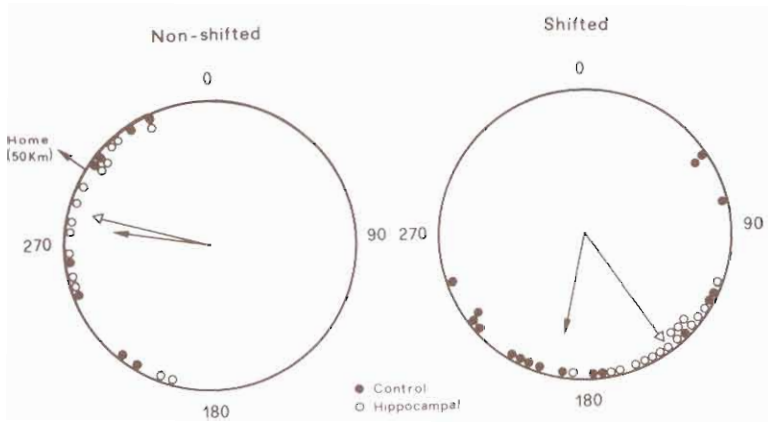 Non-shifted
Shifted
0
0
Home
(50Km)
270
90
270
90
180
180
Control
Hippocampal